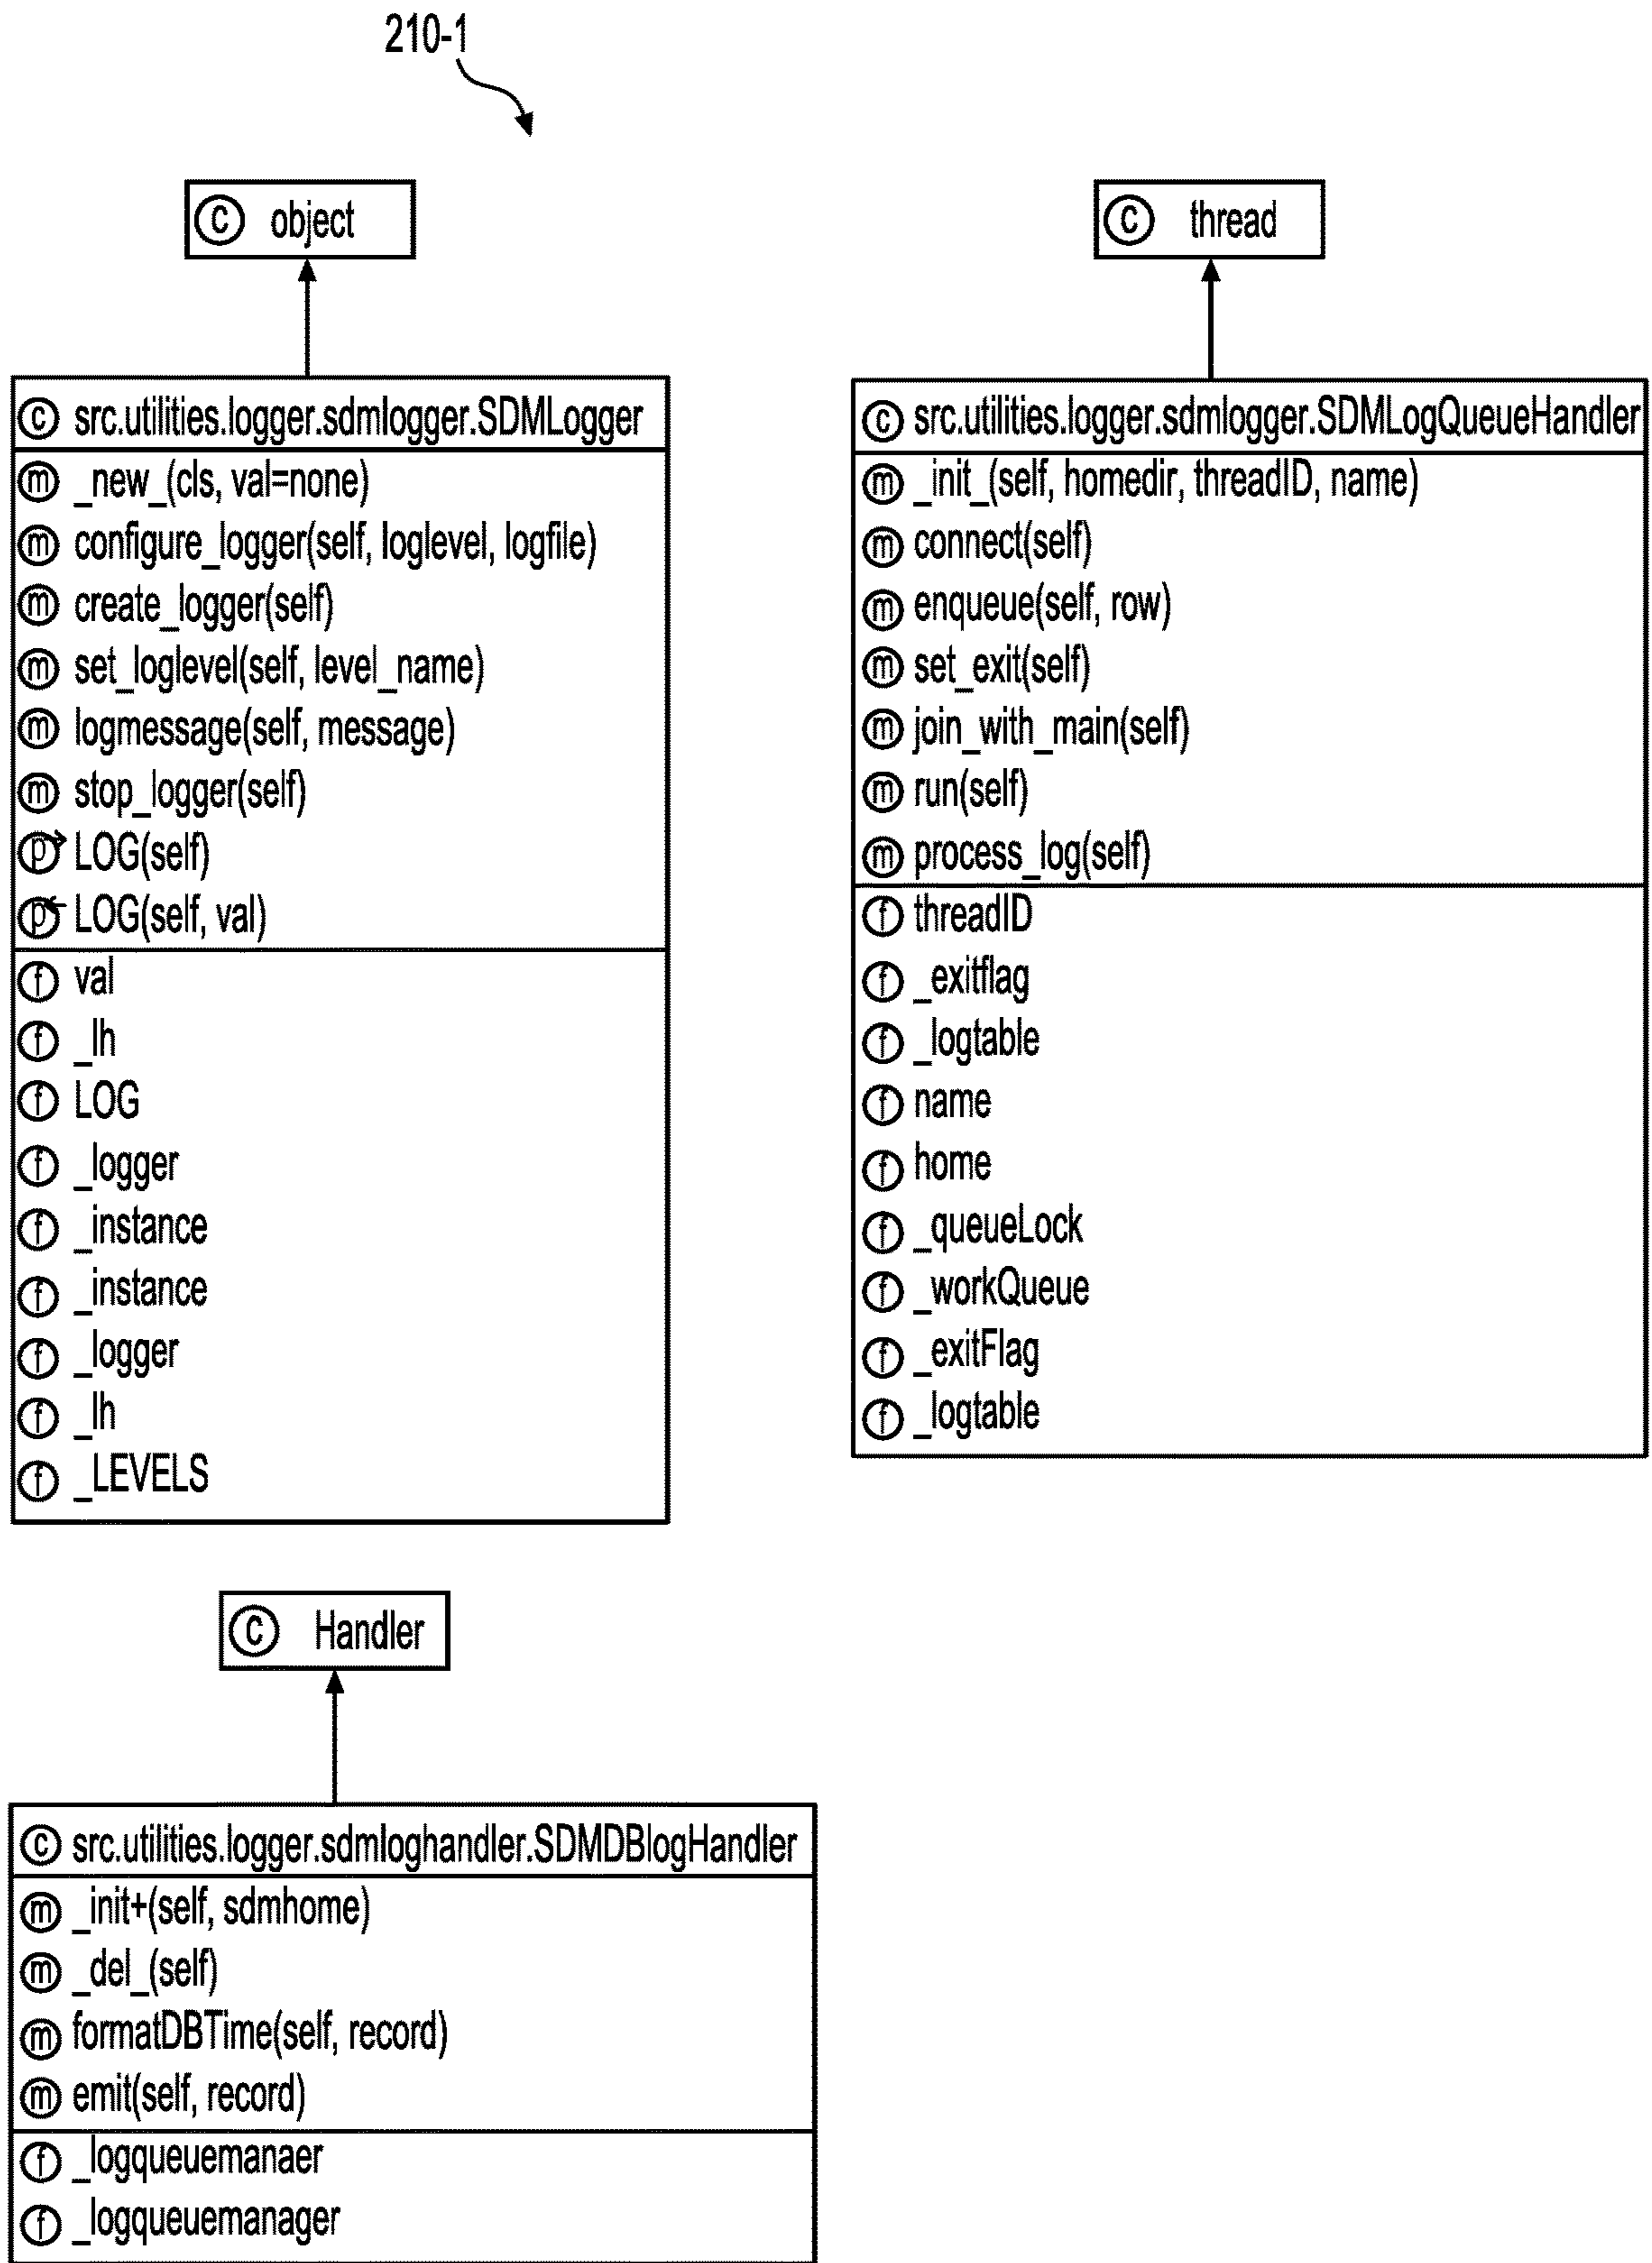 210-1
C object
C src.utilities.logger.sdmlogger.SDMLogger
m _new_(cls, val=none)
m configure_logger(self, loglevel, logfile)
m create_logger(self)
m set_loglevel(self, level_name)
m logmessage(self, message)
m stop_logger(self)
p LOG(self)
p LOG(self, val)
f val
f _lh
f LOG
f _logger
f _instance
f _instance
f _logger
f _lh
f _LEVELS
C thread
C src.utilities.logger.sdmlogger.SDMLogQueueHandler
m _init_(self, homedir, threadID, name)
m connect(self)
m enqueue(self, row)
m set_exit(self)
m join_with_main(self)
m run(self)
m process_log(self)
f threadID
f _exitflag
f _logtable
f name
f home
f _queueLock
f _workQueue
f _exitFlag
f _logtable
C Handler
C src.utilities.logger.sdmloghandler.SDMDBlogHandler
m _init+(self, sdmhome)
m _del_(self)
m formatDBTime(self, record)
m emit(self, record)
f _logqueuemanaer
f _logqueuemanager